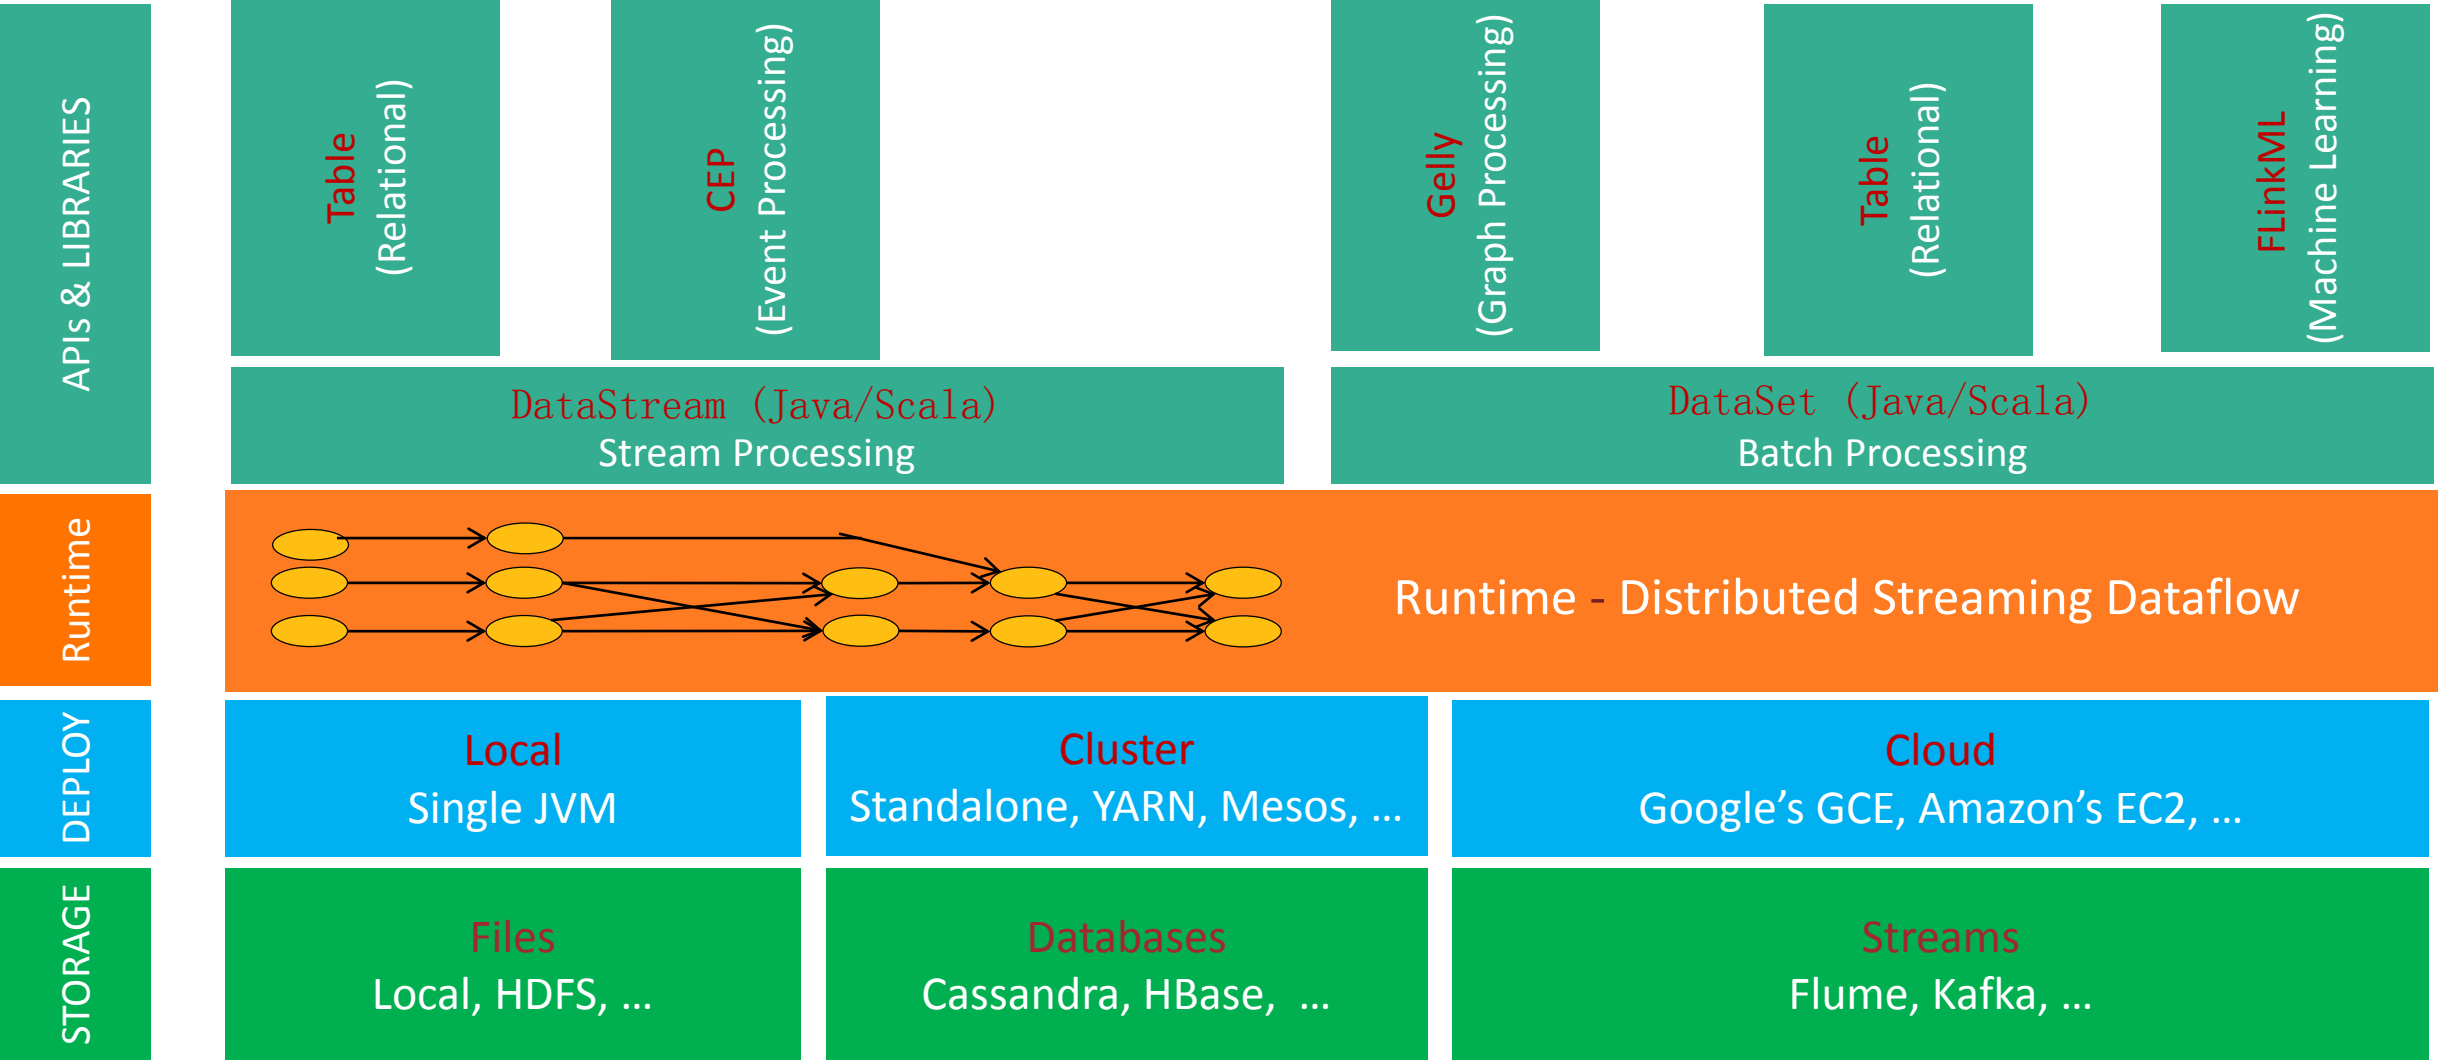 APIs & LIBRARIES
Table
(Relational)
CEP
(Event Processing)
Gelly
(Graph Processing)
Table
(Relational)
FLinkML
(Machine Learning)
DataStream (Java/Scala)
Stream Processing
DataSet (Java/Scala)
Batch Processing
Runtime
Runtime - Distributed Streaming Dataflow
DEPLOY
Local
Single JVM
Cluster
Standalone, YARN, Mesos, ...
Cloud
Google’s GCE, Amazon’s EC2, ...
STORAGE
Files
Local, HDFS, ...
Databases
Cassandra, HBase, ...
Streams
Flume, Kafka, ...